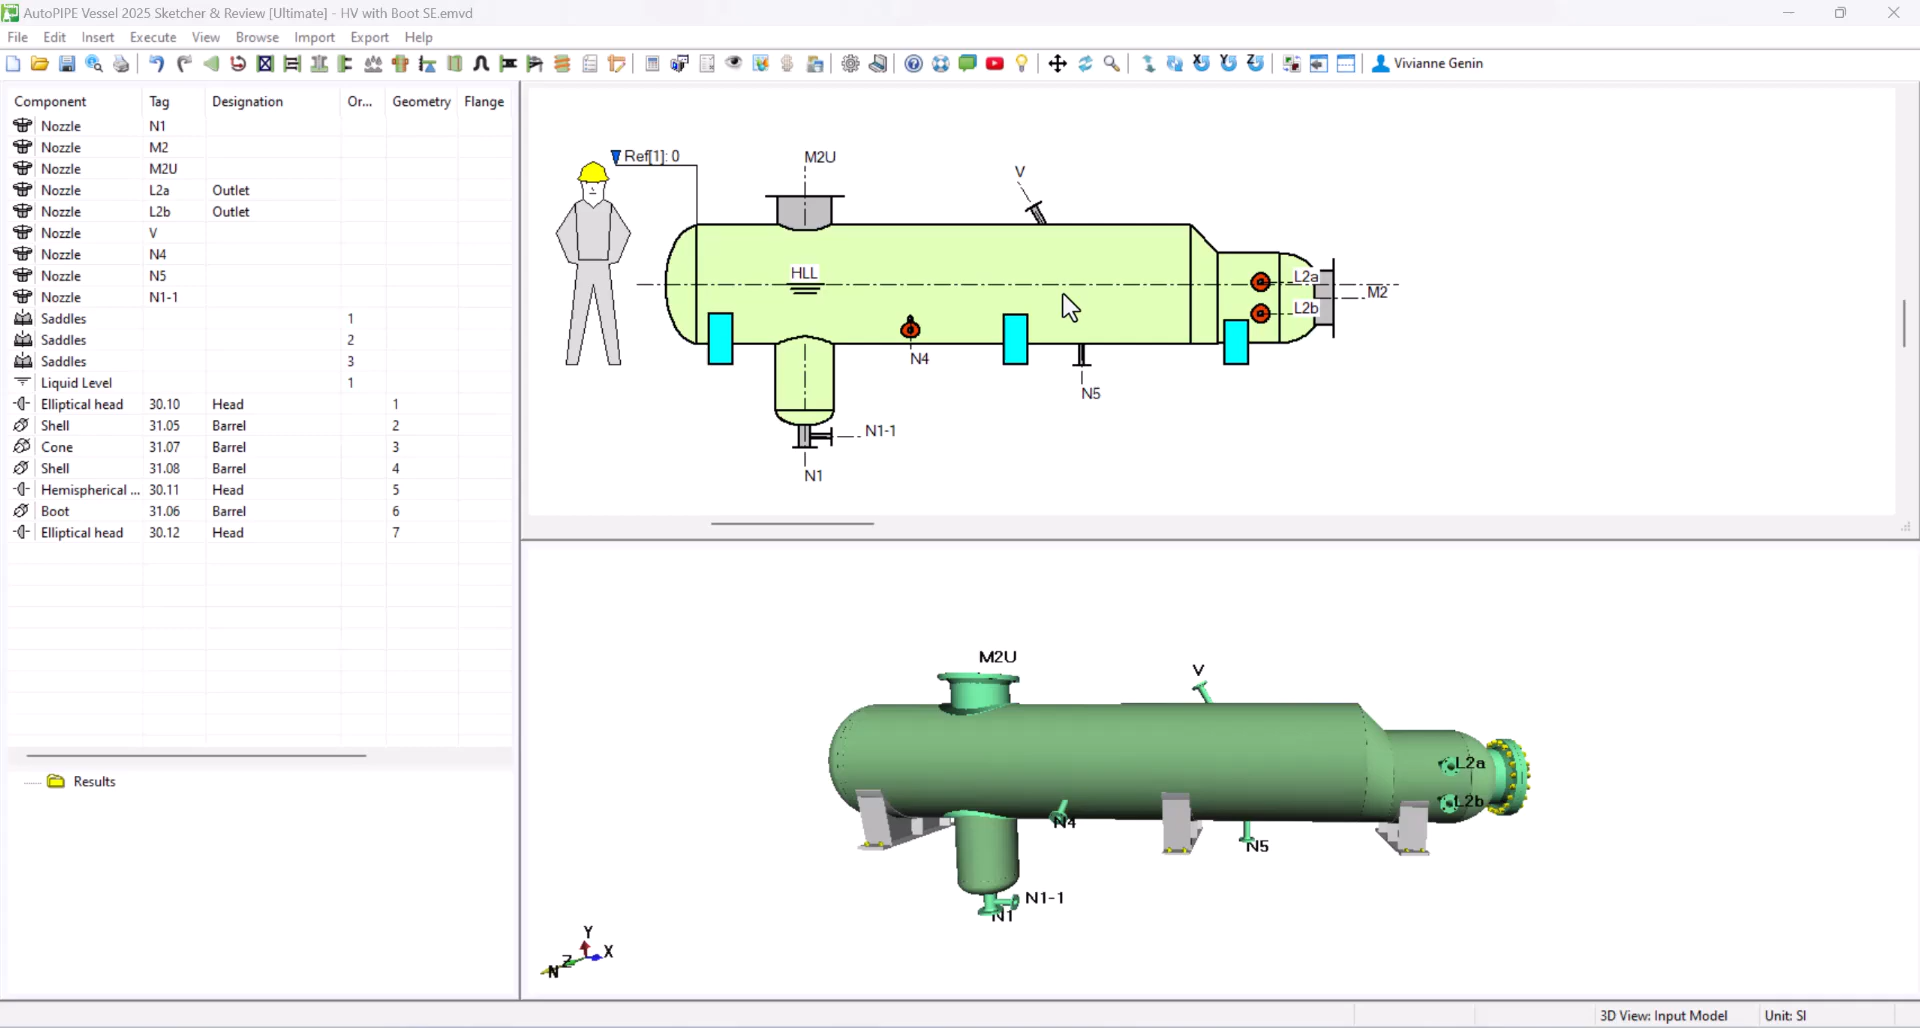 AutoPIPE Vessel 2025 Sketcher & Review [Ultimate] - HV with Boot SE.emvd
File Edit Insert Execute View Browse Import Export Help
Vivianne Genin
Component Tag Designation Or... Geometry Flange
Nozzle N1
Nozzle M2
Nozzle M2U
Nozzle L2a Outlet
Nozzle L2b Outlet
Nozzle V
Nozzle N4
Nozzle N5
Nozzle N1-1
Saddles 1
Saddles 2
Saddles 3
Liquid Level 1
Elliptical head 30.10 Head 1
Shell 31.05 Barrel 2
Cone 31.07 Barrel 3
Shell 31.08 Barrel 4
Hemispherical ... 30.11 Head 5
Boot 31.06 Barrel 6
Elliptical head 30.12 Head 7
Results
Ref[1]: 0
M2U
V
HLL
L2a
M2
L2b
N4
N5
N1-1
N1
M2U
V
L2a
L2b
N4
N5
N1-1
N1
Y
X
Z
N
3D View: Input Model
Unit: SI